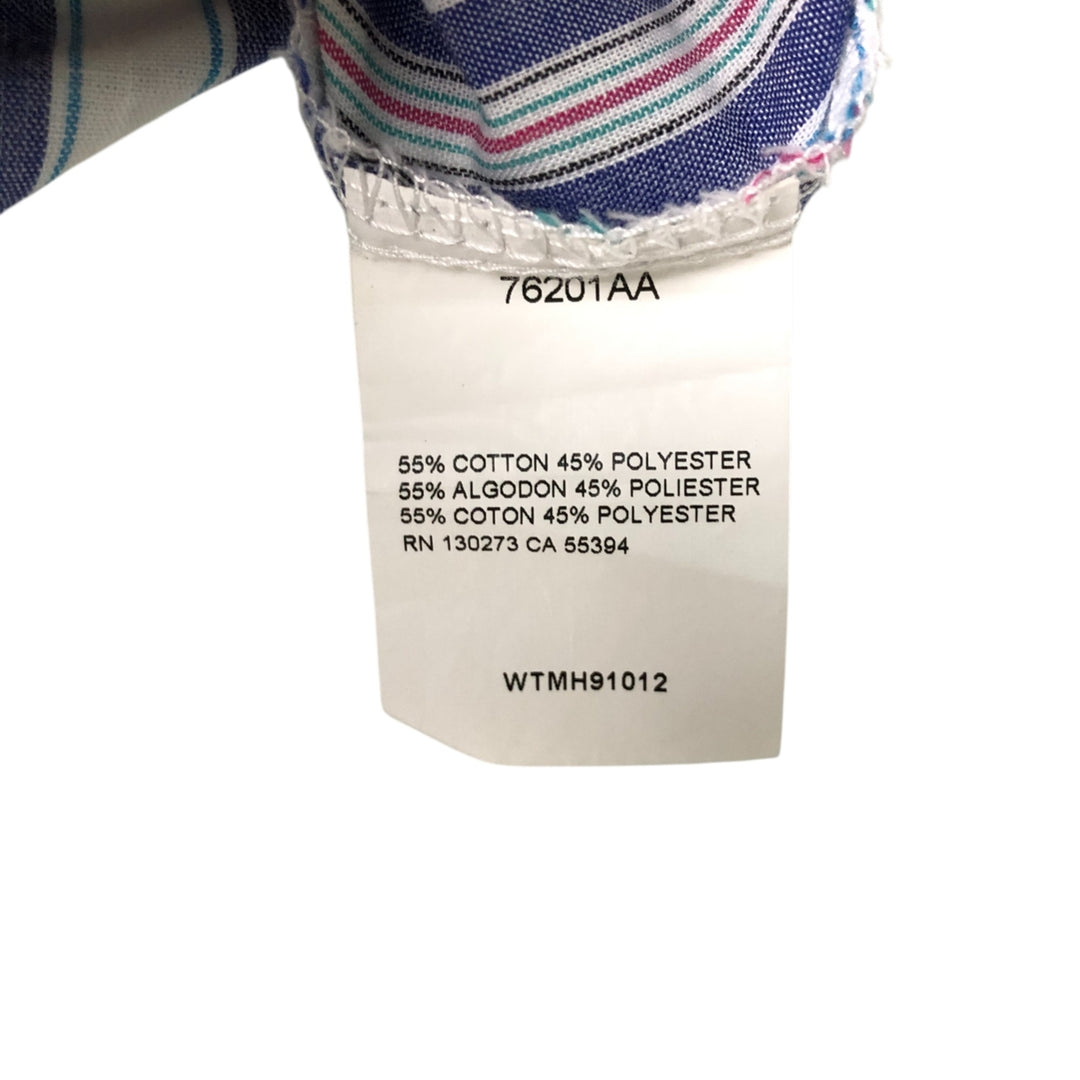 76201AA
55% COTTON 45% POLYESTER
55% ALGODON 45% POLIESTER
55% COTON 45% POLYESTER
RN 130273 CA 55394
WTMH91012